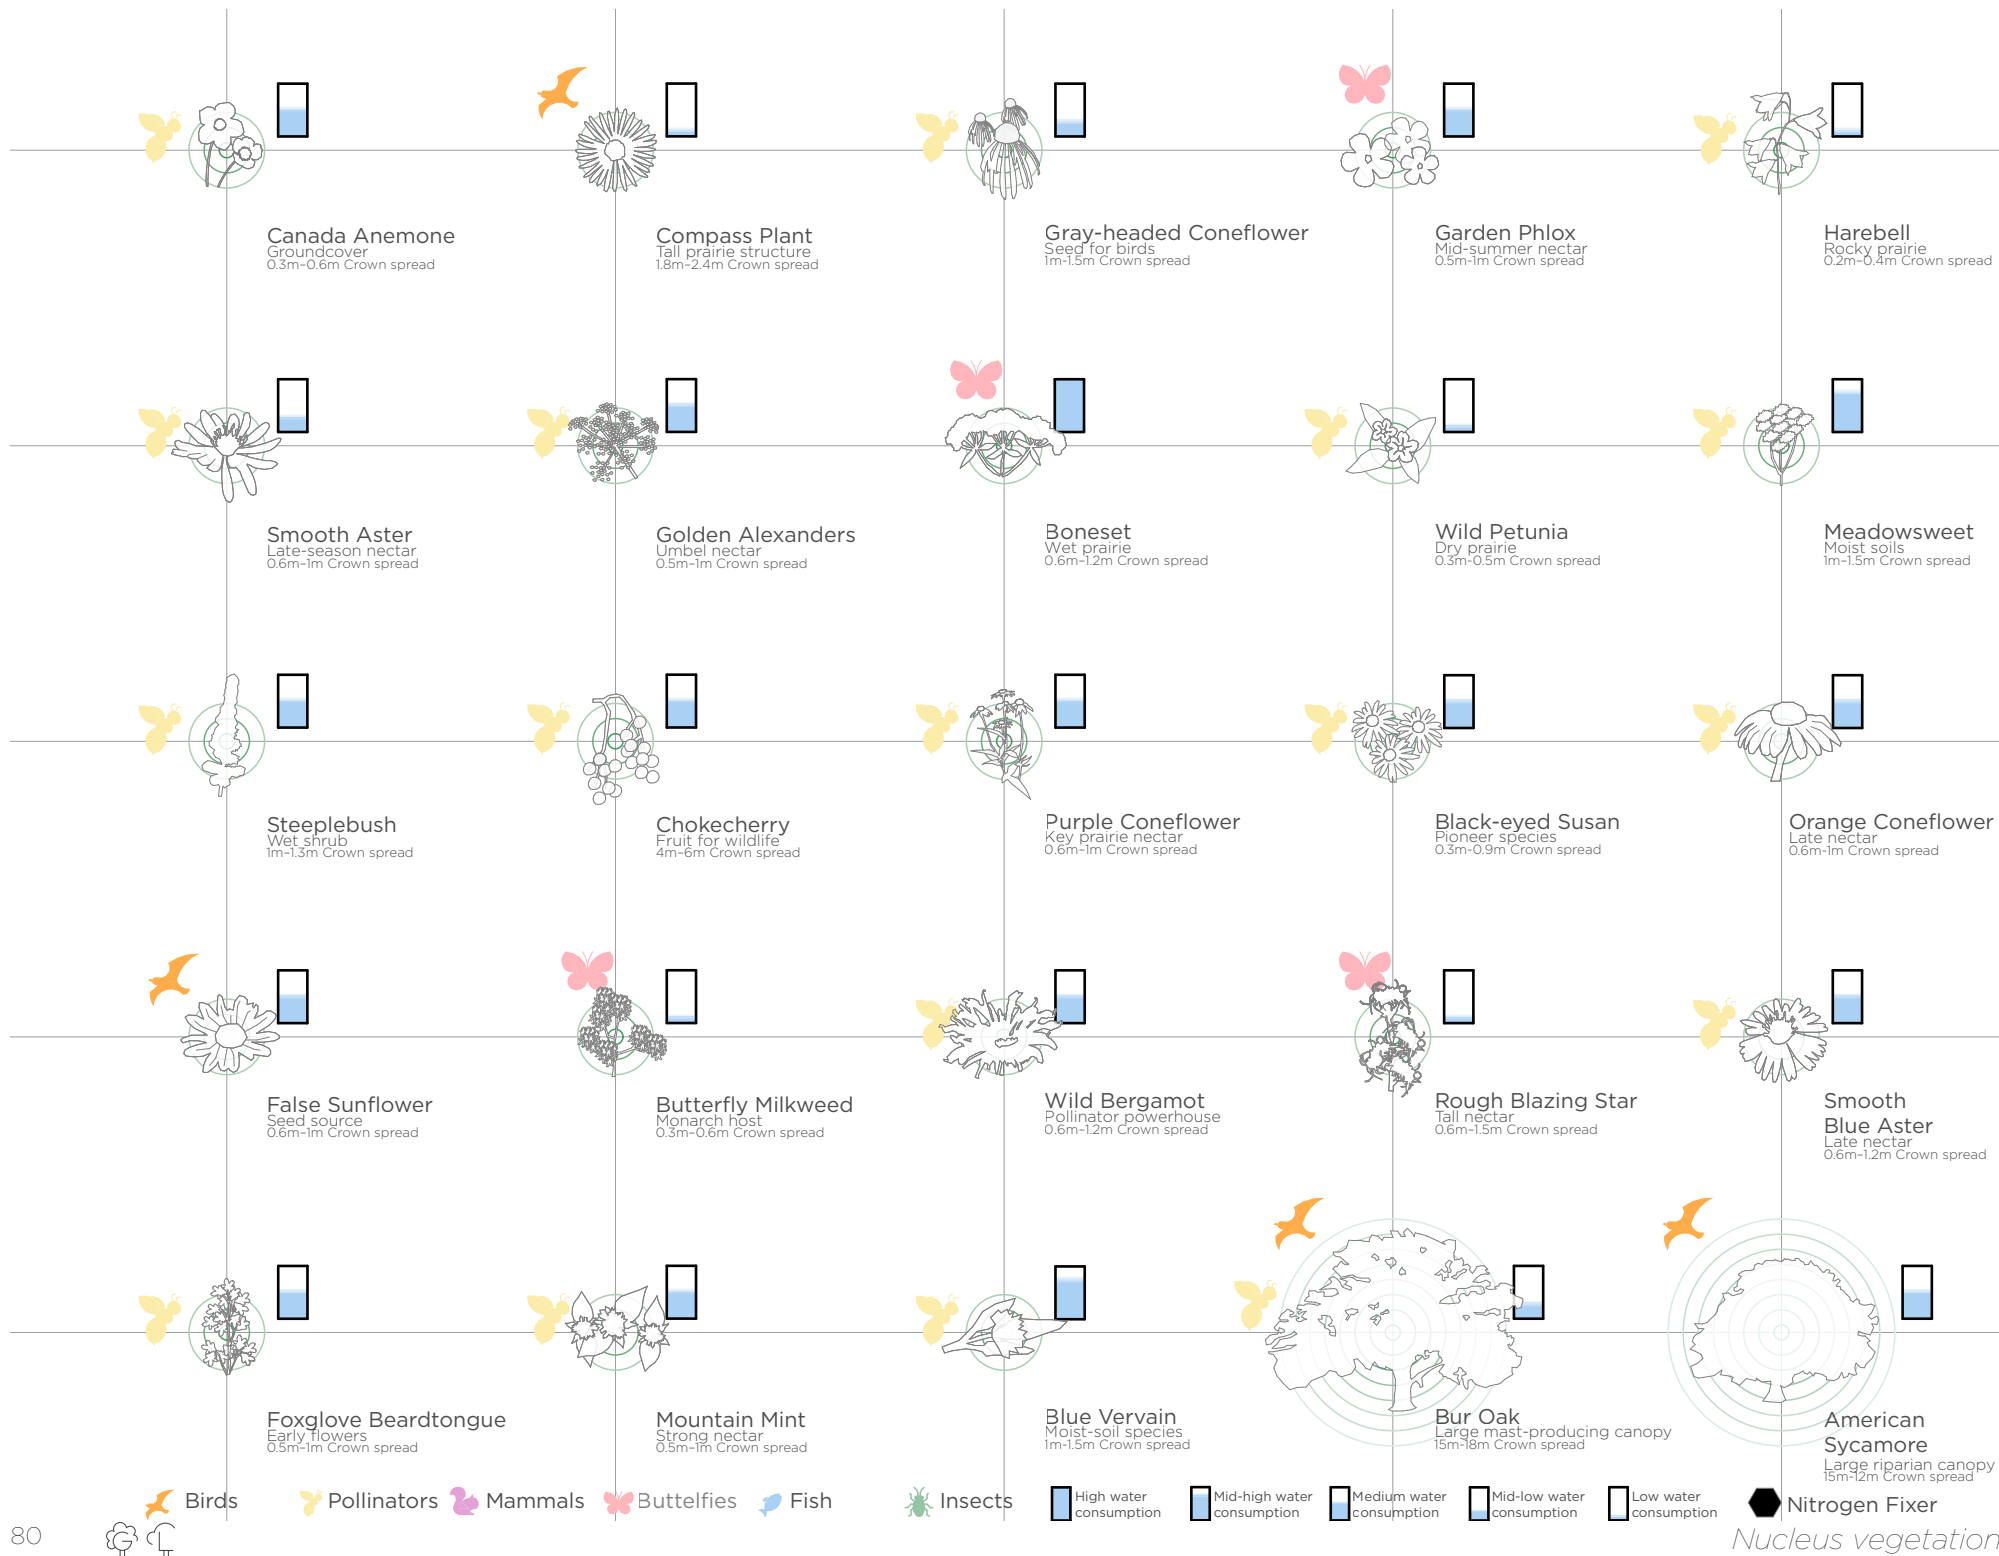 Canada Anemone
Groundcover
0.3m–0.6m Crown spread
Compass Plant
Tall prairie structure
1.8m–2.4m Crown spread
Gray-headed Coneflower
Seed for birds
1m-1.5m Crown spread
Garden Phlox
Mid-summer nectar
0.5m-1m Crown spread
Harebell
Rocky prairie
0.2m–0.4m Crown spread
Smooth Aster
Late-season nectar
0.6m–1m Crown spread
Golden Alexanders
Umbel nectar
0.5m–1m Crown spread
Boneset
Wet prairie
0.6m–1.2m Crown spread
Wild Petunia
Dry prairie
0.3m-0.5m Crown spread
Meadowsweet
Moist soils
1m–1.5m Crown spread
Steeplebush
Wet shrub
1m–1.3m Crown spread
Chokecherry
Fruit for wildlife
4m–6m Crown spread
Purple Coneflower
Key prairie nectar
0.6m–1m Crown spread
Black-eyed Susan
Pioneer species
0.3m-0.9m Crown spread
Orange Coneflower
Late nectar
0.6m-1m Crown spread
False Sunflower
Seed source
0.6m–1m Crown spread
Butterfly Milkweed
Monarch host
0.3m–0.6m Crown spread
Wild Bergamot
Pollinator powerhouse
0.6m–1.2m Crown spread
Rough Blazing Star
Tall nectar
0.6m–1.5m Crown spread
Smooth
Blue Aster
Late nectar
0.6m–1.2m Crown spread
Foxglove Beardtongue
Early flowers
0.5m–1m Crown spread
Mountain Mint
Strong nectar
0.5m–1m Crown spread
Blue Vervain
Moist-soil species
1m-1.5m Crown spread
Bur Oak
Large mast-producing canopy
15m-18m Crown spread
American
Sycamore
Large riparian canopy
15m-12m Crown spread
Birds
Pollinators
Mammals
Buttelfies
Fish
Insects
High water
consumption
Mid-high water
consumption
Medium water
consumption
Mid-low water
consumption
Low water
consumption
Nitrogen Fixer
80
Nucleus vegetation